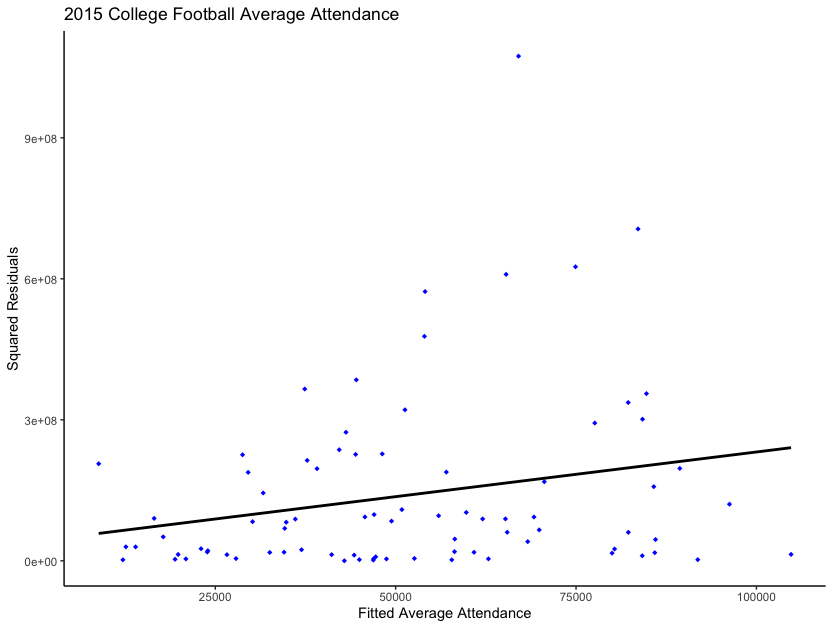 2015 College Football Average Attendance
Squared Residuals
9e+08
6e+08
3e+08
0e+00
25000 50000 75000 100000
Fitted Average Attendance